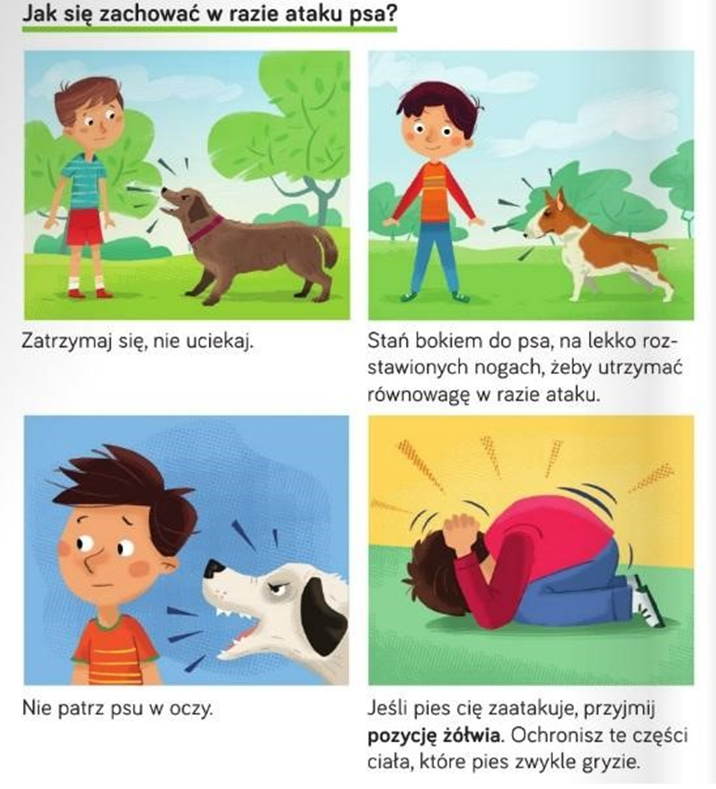 Jak się zachować w razie ataku psa?
Zatrzymaj się, nie uciekaj.
Stań bokiem do psa, na lekko roz-
stawionych nogach, żeby utrzymać
równowagę w razie ataku.
Nie patrz psu w oczy.
Jeśli pies cię zaatakuje, przyjmij
pozycję żółwia. Ochronisz te części
ciała, które pies zwykle gryzie.